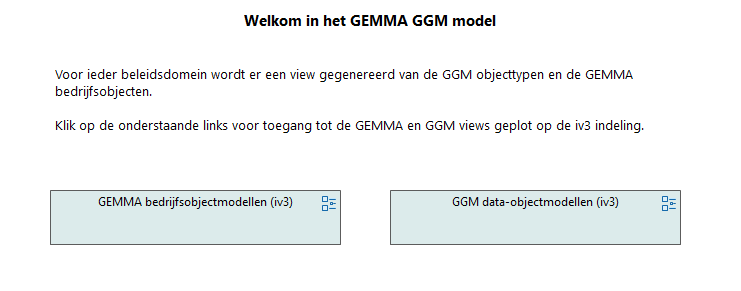 Welkom in het GEMMA GGM model
Voor ieder beleidsdomein wordt er een view gegenereerd van de GGM objecttypen en de GEMMA
bedrijfsobjecten.
Klik op de onderstaande links voor toegang tot de GEMMA en GGM views geplot op de iv3 indeling.
GEMMA bedrijfsobjectmodellen (iv3)
GGM data-objectmodellen (iv3)